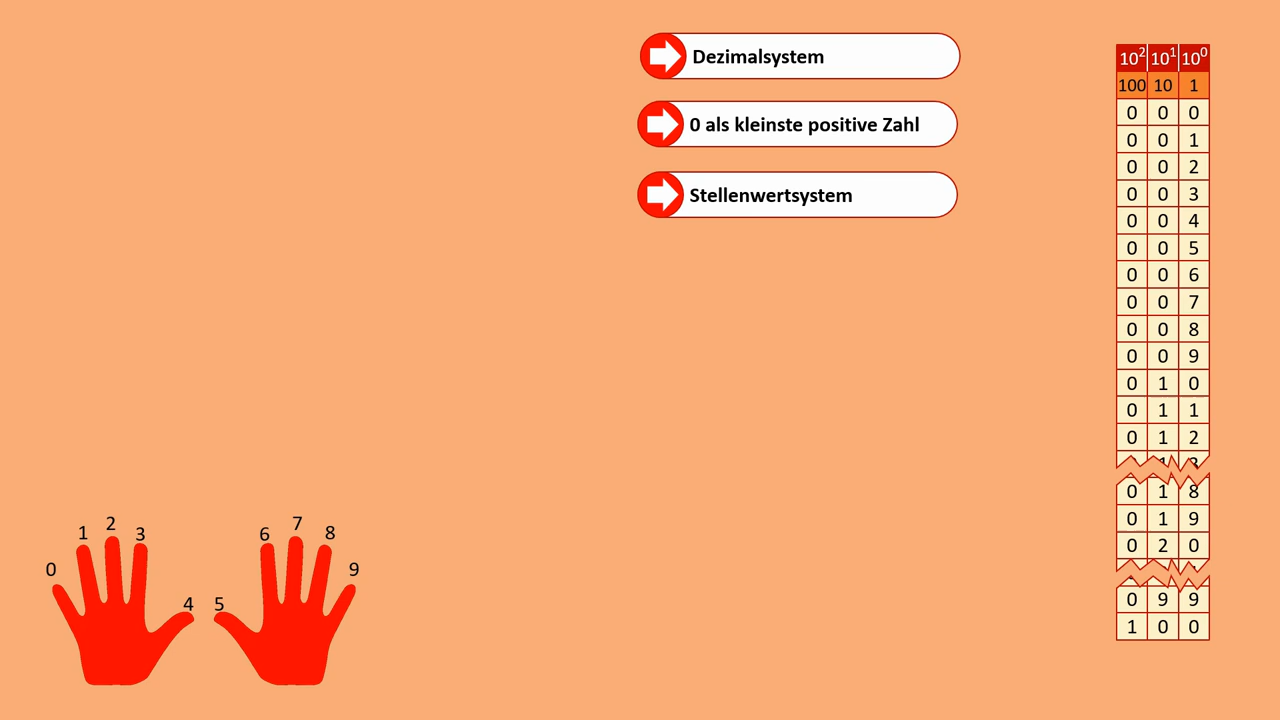 Dezimalsystem
0 als kleinste positive Zahl
Stellenwertsystem
10² 10¹ 10⁰
100 10 1
0 0 0
0 0 1
0 0 2
0 0 3
0 0 4
0 0 5
0 0 6
0 0 7
0 0 8
0 0 9
0 1 0
0 1 1
0 1 2
0 1 8
0 1 9
0 2 0
0 9 9
1 0 0
0 1 2 3 4 5 6 7 8 9